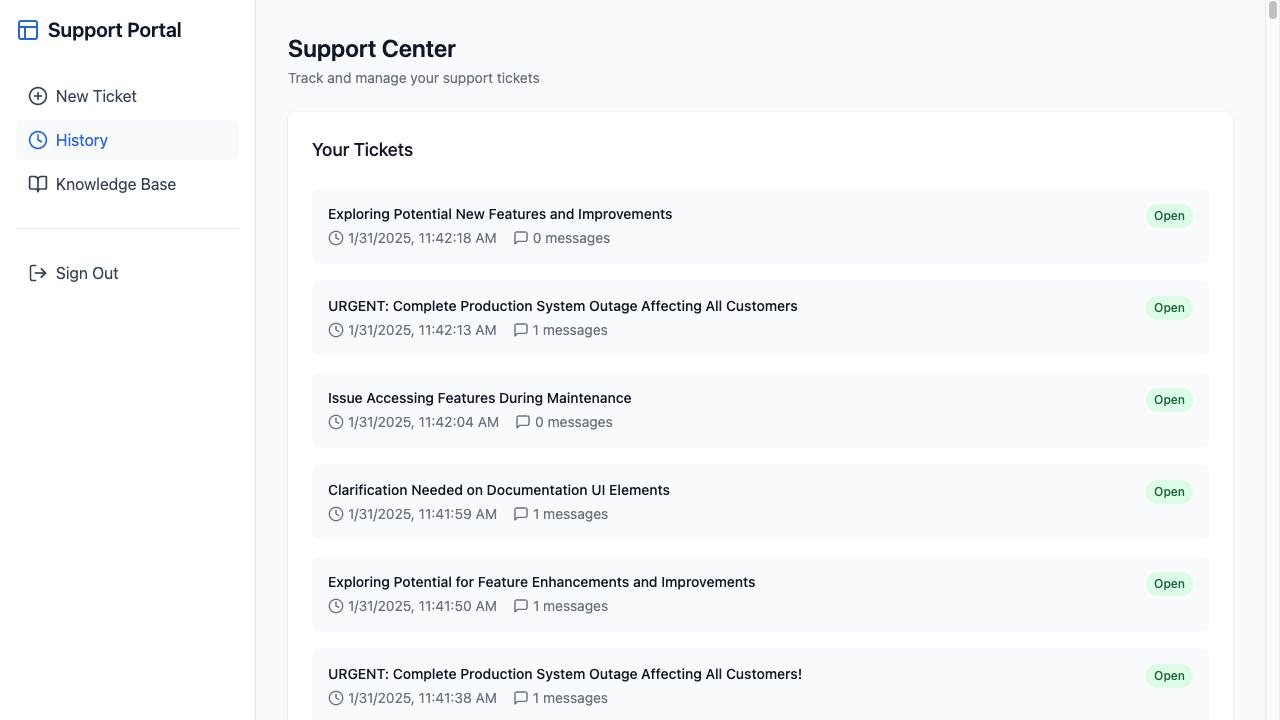 Support Portal
New Ticket
History
Knowledge Base
Sign Out
Support Center
Track and manage your support tickets
Your Tickets
Exploring Potential New Features and Improvements
Open
1/31/2025, 11:42:18 AM 0 messages
URGENT: Complete Production System Outage Affecting All Customers
Open
1/31/2025, 11:42:13 AM 1 messages
Issue Accessing Features During Maintenance
Open
1/31/2025, 11:42:04 AM 0 messages
Clarification Needed on Documentation UI Elements
Open
1/31/2025, 11:41:59 AM 1 messages
Exploring Potential for Feature Enhancements and Improvements
Open
1/31/2025, 11:41:50 AM 1 messages
URGENT: Complete Production System Outage Affecting All Customers!
Open
1/31/2025, 11:41:38 AM 1 messages